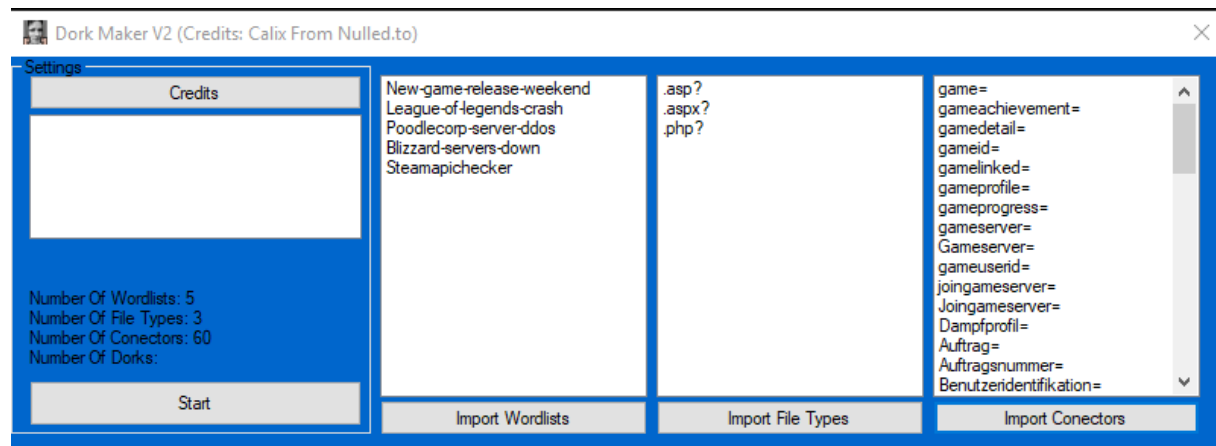 Dork Maker V2 (Credits: Calix From Nulled.to)
Settings
Credits
Number Of Wordlists: 5
Number Of File Types: 3
Number Of Conectors: 60
Number Of Dorks:
Start
New-game-release-weekend
League-of-legends-crash
Poodlecorp-server-ddos
Blizzard-servers-down
Steamapichecker
Import Wordlists
.asp?
.aspx?
.php?
Import File Types
game=
gameachievement=
gamedetail=
gameid=
gamelinked=
gameprofile=
gameprogress=
gameserver=
Gameserver=
gameuserid=
joingameserver=
Joingameserver=
Dampfprofil=
Auftrag=
Auftragsnummer=
Benutzeridentifikation=
Import Conectors